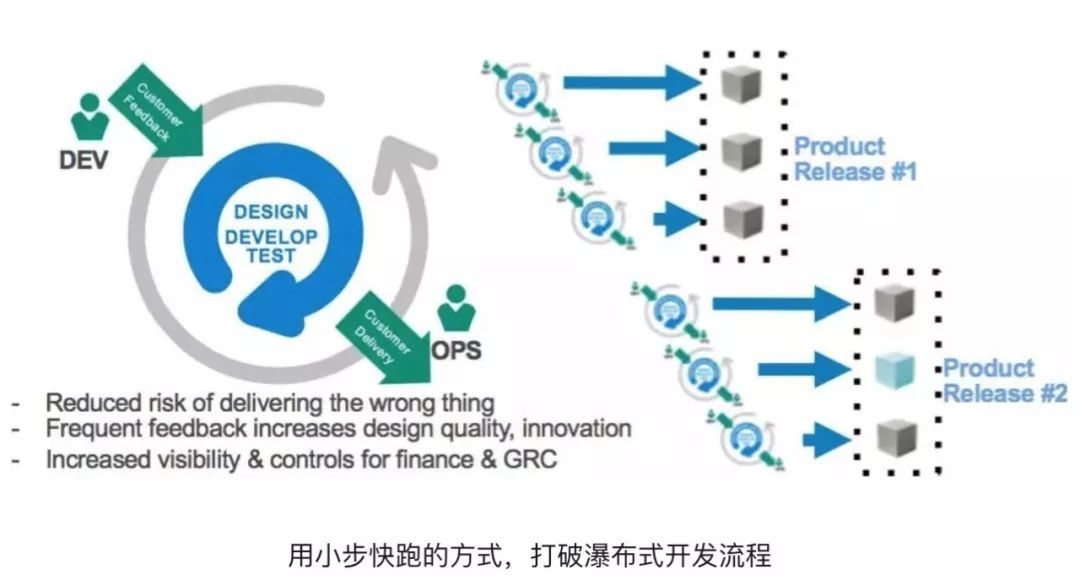 Customer
Feedback
DEV
DESIGN
DEVELOP
TEST
Customer
Delivery
OPS
- Reduced risk of delivering the wrong thing
- Frequent feedback increases design quality, innovation
- Increased visibility & controls for finance & GRC
Product
Release #1
Product
Release #2
用小步快跑的方式，打破瀑布式开发流程